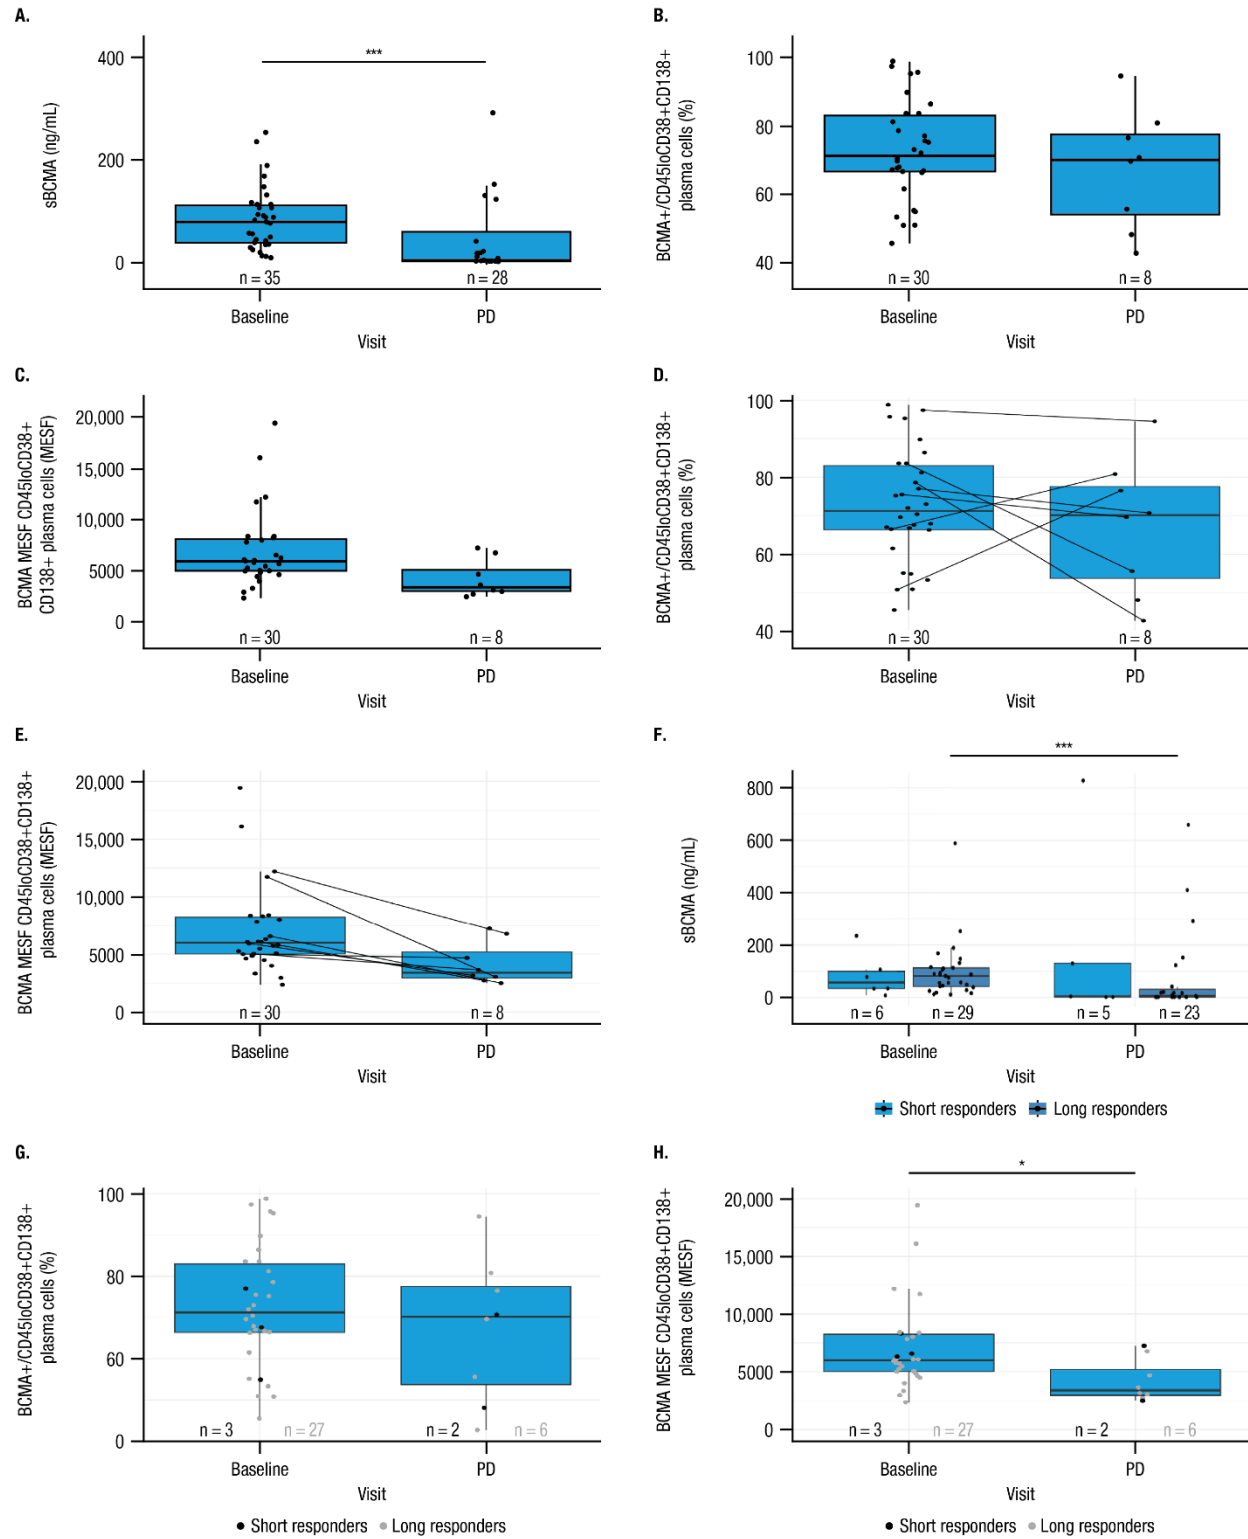 A.
***
400
200
0
sBCMA (ng/mL)
n = 35
n = 28
Baseline
PD
Visit
B.
100
80
60
40
BCMA+/CD45loCD38+CD138+
plasma cells (%)
n = 30
n = 8
Baseline
PD
Visit
C.
20,000
15,000
10,000
5000
0
BCMA MESF CD45loCD38+
CD138+ plasma cells (MESF)
n = 30
n = 8
Baseline
PD
Visit
D.
100
80
60
40
BCMA+/CD45loCD38+CD138+
plasma cells (%)
n = 30
n = 8
Baseline
PD
Visit
E.
20,000
15,000
10,000
5000
0
BCMA MESF CD45loCD38+CD138+
plasma cells (MESF)
n = 30
n = 8
Baseline
PD
Visit
F.
***
800
600
400
200
0
sBCMA (ng/mL)
n = 6
n = 29
n = 5
n = 23
Baseline
PD
Visit
Short responders
Long responders
G.
100
80
60
0
BCMA+/CD45loCD38+CD138+
plasma cells (%)
n = 3
n = 27
n = 2
n = 6
Baseline
PD
Visit
Short responders
Long responders
H.
*
20,000
15,000
10,000
5000
0
BCMA MESF CD45loCD38+CD138+
plasma cells (MESF)
n = 3
n = 27
n = 2
n = 6
Baseline
PD
Visit
Short responders
Long responders